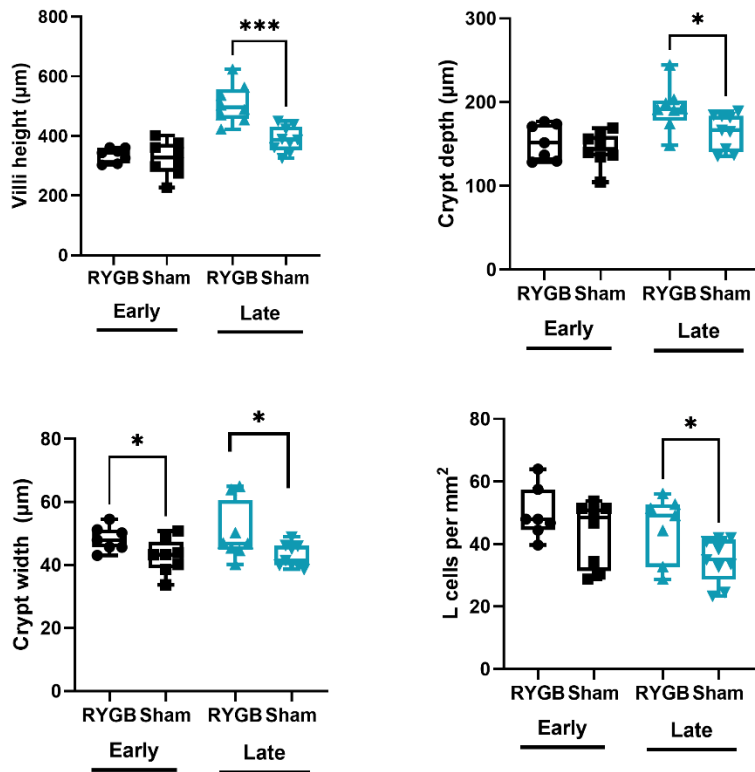 Villi height (µm)
800
600
400
200
0
***
RYGB Sham RYGB Sham
Early Late
Crypt depth (µm)
300
200
150
100
0
*
RYGB Sham RYGB Sham
Early Late
Crypt width (µm)
80
60
40
20
0
* *
RYGB Sham RYGB Sham
Early Late
L cells per mm²
80
60
40
20
0
*
RYGB Sham RYGB Sham
Early Late